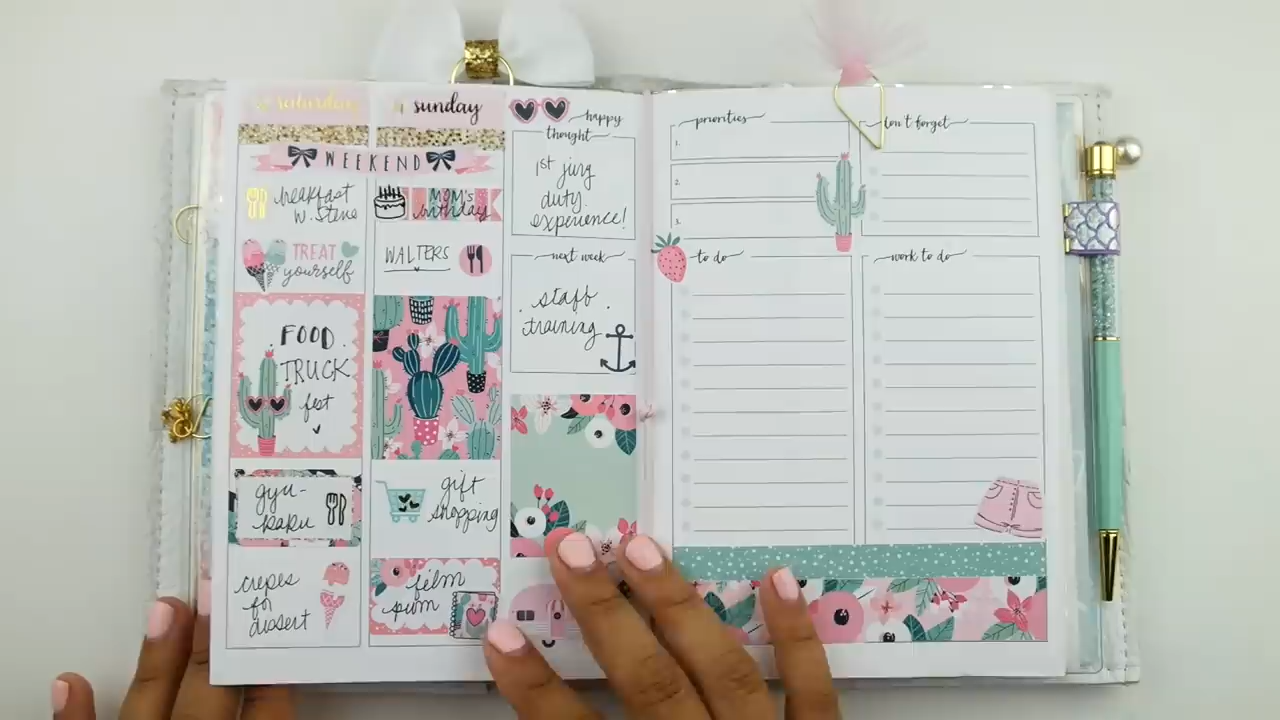 saturday
sunday
WEEKEND
breakfast
w. Steve
TREAT
yourself
FOOD
TRUCK
fest
gyu-
kaku
crepes
for
dessert
MOM'S
birthday
WALTERS
gift
shopping
film
pwm
happy
thought
1st jury
duty
experience!
next week
staff
training
priorities
1.
2.
3.
don't forget
to do
work to do